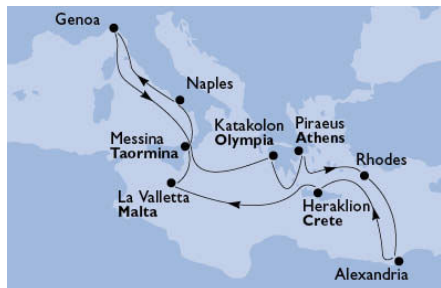 Genoa
Naples
Messina
Taormina
Katakolon
Olympia
Piraeus
Athens
Rhodes
La Valletta
Malta
Heraklion
Crete
Alexandria